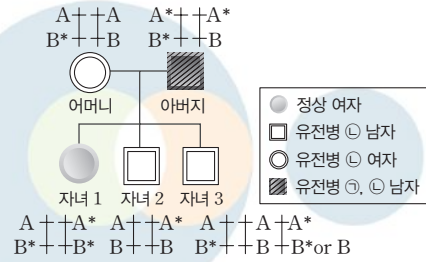 A A A* A*
B* B B* B
어머니 아버지
정상 여자
유전병 ㉡ 남자
유전병 ㉡ 여자
유전병 ㉠, ㉡ 남자
자녀 1 자녀 2 자녀 3
A A* A A* A A A*
B* B* B B B* B B*or B